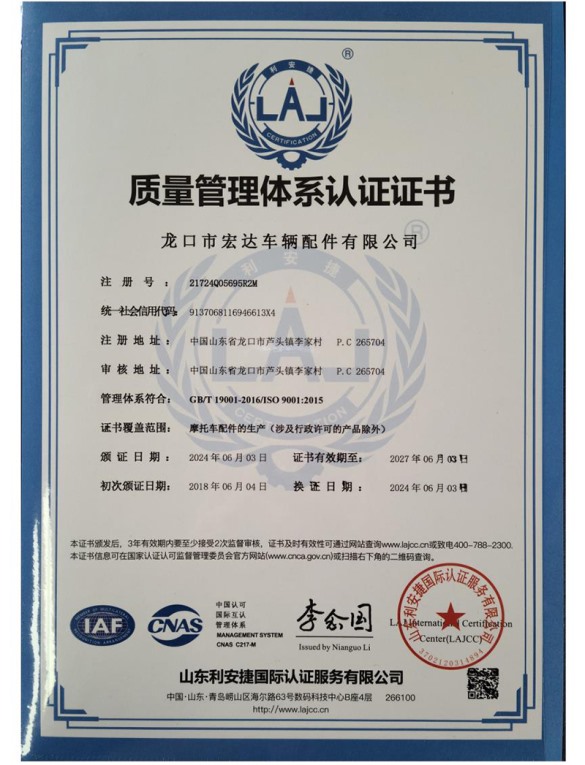 利安捷
LAJ
CERTIFICATION
®
质量管理体系认证证书
龙口市宏达车辆配件有限公司
注册号: 21724Q05695R2M
统一社会信用代码: 9137068116946613X4
注册地址: 中国山东省龙口市芦头镇李家村 P.C 265704
审核地址: 中国山东省龙口市芦头镇李家村 P.C 265704
管理体系符合: GB/T 19001-2016/ISO 9001:2015
证书覆盖范围: 摩托车配件的生产（涉及行政许可的产品除外）
颁证日期: 2024 年 06 月 03 日 证书有效期至: 2027 年 06 月 03 日
初次颁证日期: 2018 年 06 月 04 日 换证日期: 2024 年 06 月 03 日
本证书颁发后，3年有效期内要至少接受2次监督审核，证书及时有效性可通过网站查询www.lajcc.cn或致电400-788-2300.
本证书信息可在国家认证认可监督管理委员会官方网站(www.cnca.gov.cn)或扫描右下角的二维码查询。
IAF
CNAS
中国认可
国际互认
管理体系
MANAGEMENT SYSTEM
CNAS C217-M
Issued by Nianguo Li
LAJ International Certification
Center(LAJCC)
山东利安捷国际认证服务有限公司
3702120314894
山东利安捷国际认证服务有限公司
中国·山东·青岛崂山区海尔路63号数码科技中心B座4层 266100
http://www.lajcc.cn